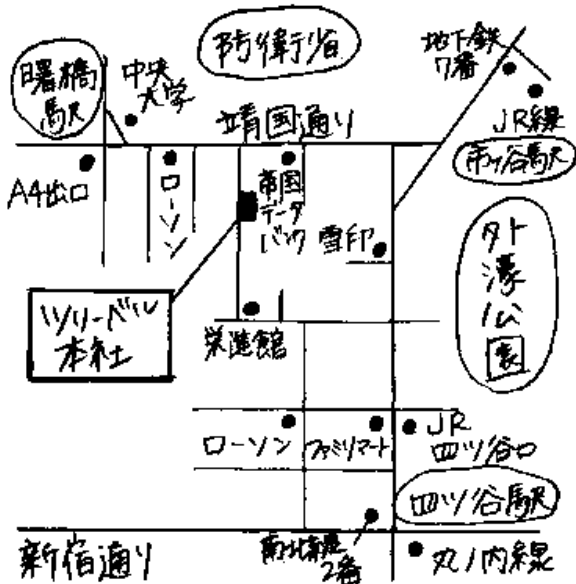 防衛省
地下鉄
7番
曙橋
駅
中央
大学
靖国通り
JR線
市ヶ谷駅
A4出口
ローソン
帝国
データ
バンク
雪印
外
濠
公
園
ツリーベル
本社
栄進館
ローソン
ファミリマート
JR
四ツ谷口
四ツ谷駅
新宿通り
南北線
2番
丸ノ内線